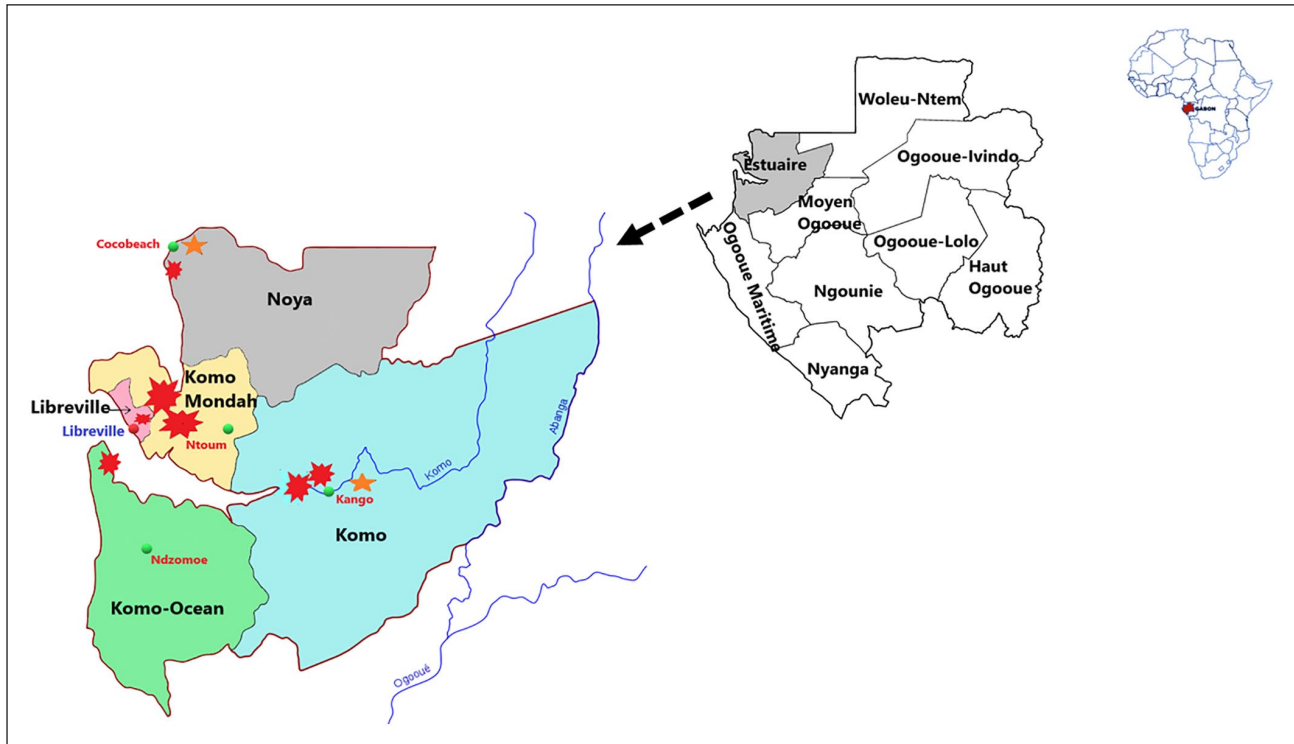 Cocobeach
Noya
Komo
Mondah
Libreville
Libreville
Ntoum
Kango
Komo
Abanga
Komo
Ndzomoe
Komo-Ocean
Ogooué
Woleu-Ntem
Estuaire
Ogooue-Ivindo
Moyen
Ogooue
Ogooue-Lolo
Haut
Ogooue
Ogooue Maritime
Ngounie
Nyanga
GABON